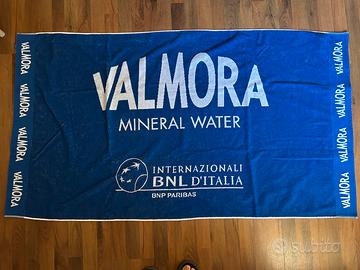 VALMORA
MINERAL WATER
INTERNAZIONALI
BNL D'ITALIA
BNP PARIBAS
VALMORA
VALMORA
VALMORA
VALMORA
VALMORA
VALMORA
VALMORA
VALMORA
subito